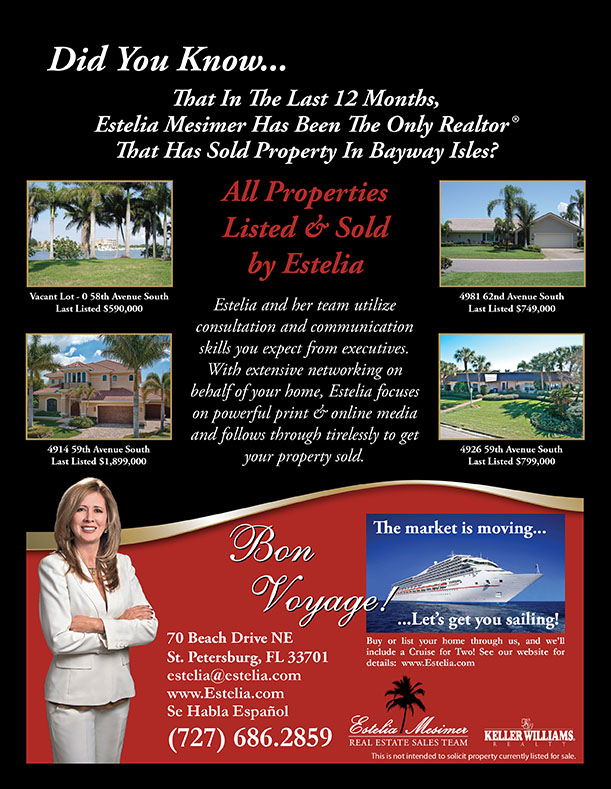 Did You Know...
That In The Last 12 Months,
Estelia Mesimer Has Been The Only Realtor®
That Has Sold Property In Bayway Isles?
All Properties
Listed & Sold
by Estelia
Vacant Lot - 0 58th Avenue South
Last Listed $590,000
4981 62nd Avenue South
Last Listed $749,000
Estelia and her team utilize
consultation and communication
skills you expect from executives.
With extensive networking on
behalf of your home, Estelia focuses
on powerful print & online media
and follows through tirelessly to get
your property sold.
4914 59th Avenue South
Last Listed $1,899,000
4926 59th Avenue South
Last Listed $799,000
Bon
Voyage!
The market is moving...
...Let's get you sailing!
Buy or list your home through us, and we'll
include a Cruise for Two! See our website for
details: www.Estelia.com
70 Beach Drive NE
St. Petersburg, FL 33701
estelia@estelia.com
www.Estelia.com
Se Habla Español
(727) 686.2859
Estelia Mesimer
REAL ESTATE SALES TEAM
KW
KELLER WILLIAMS.
REALTY
This is not intended to solicit property currently listed for sale.